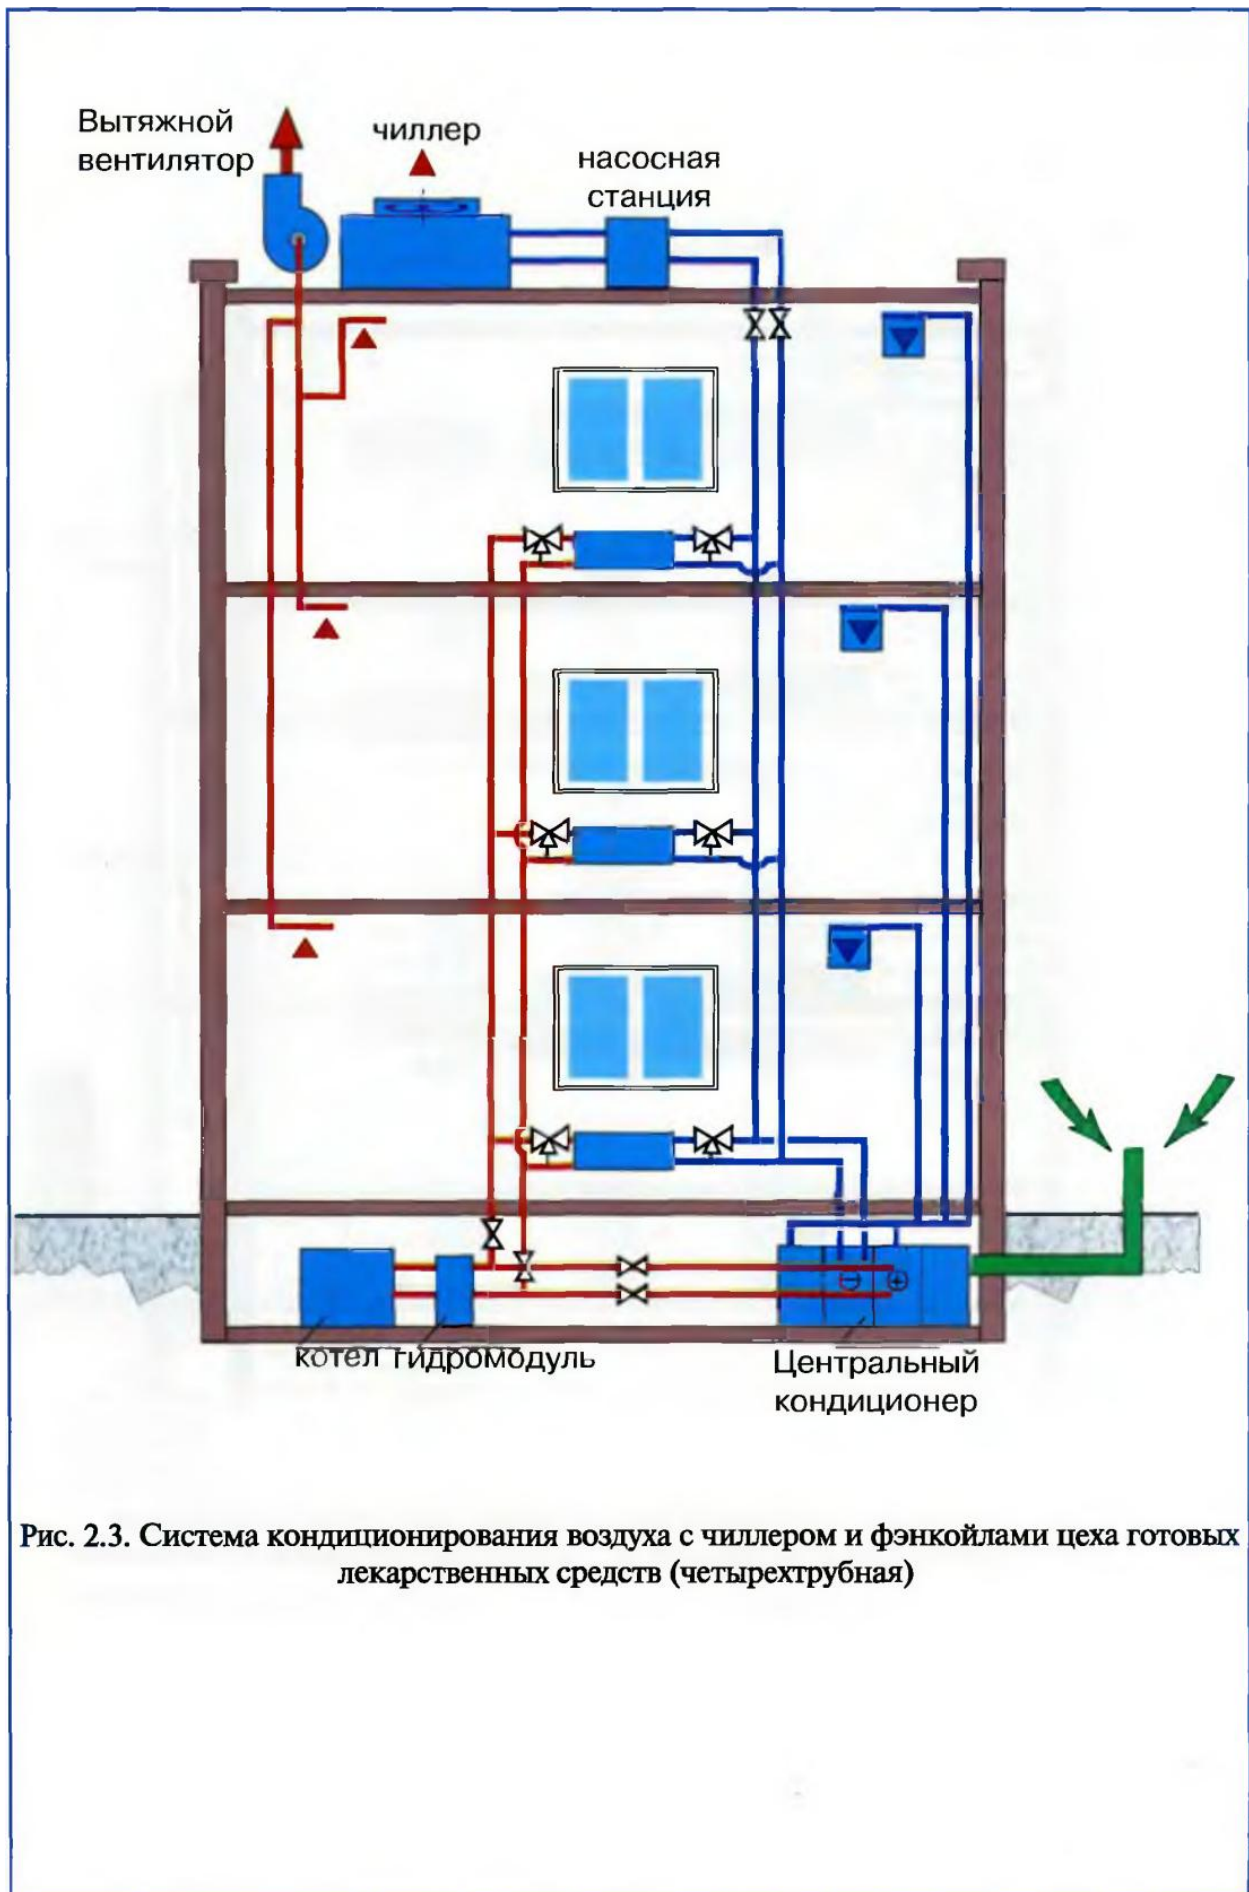 Вытяжной
вентилятор
чиллер
насосная
станция
котел гидромодуль
Центральный
кондиционер
Рис. 2.3. Система кондиционирования воздуха с чиллером и фэнкойлами цеха готовых
лекарственных средств (четырехтрубная)